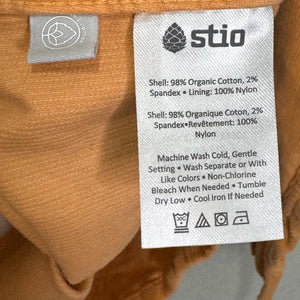 stio
Shell: 98% Organic Cotton, 2%
Spandex • Lining: 100% Nylon
Shell: 98% Organique Coton, 2%
Spandex•Revêtement: 100%
Nylon
Machine Wash Cold, Gentle
Setting • Wash Separate or With
Like Colors • Non-Chlorine
Bleach When Needed • Tumble
Dry Low • Cool Iron If Needed